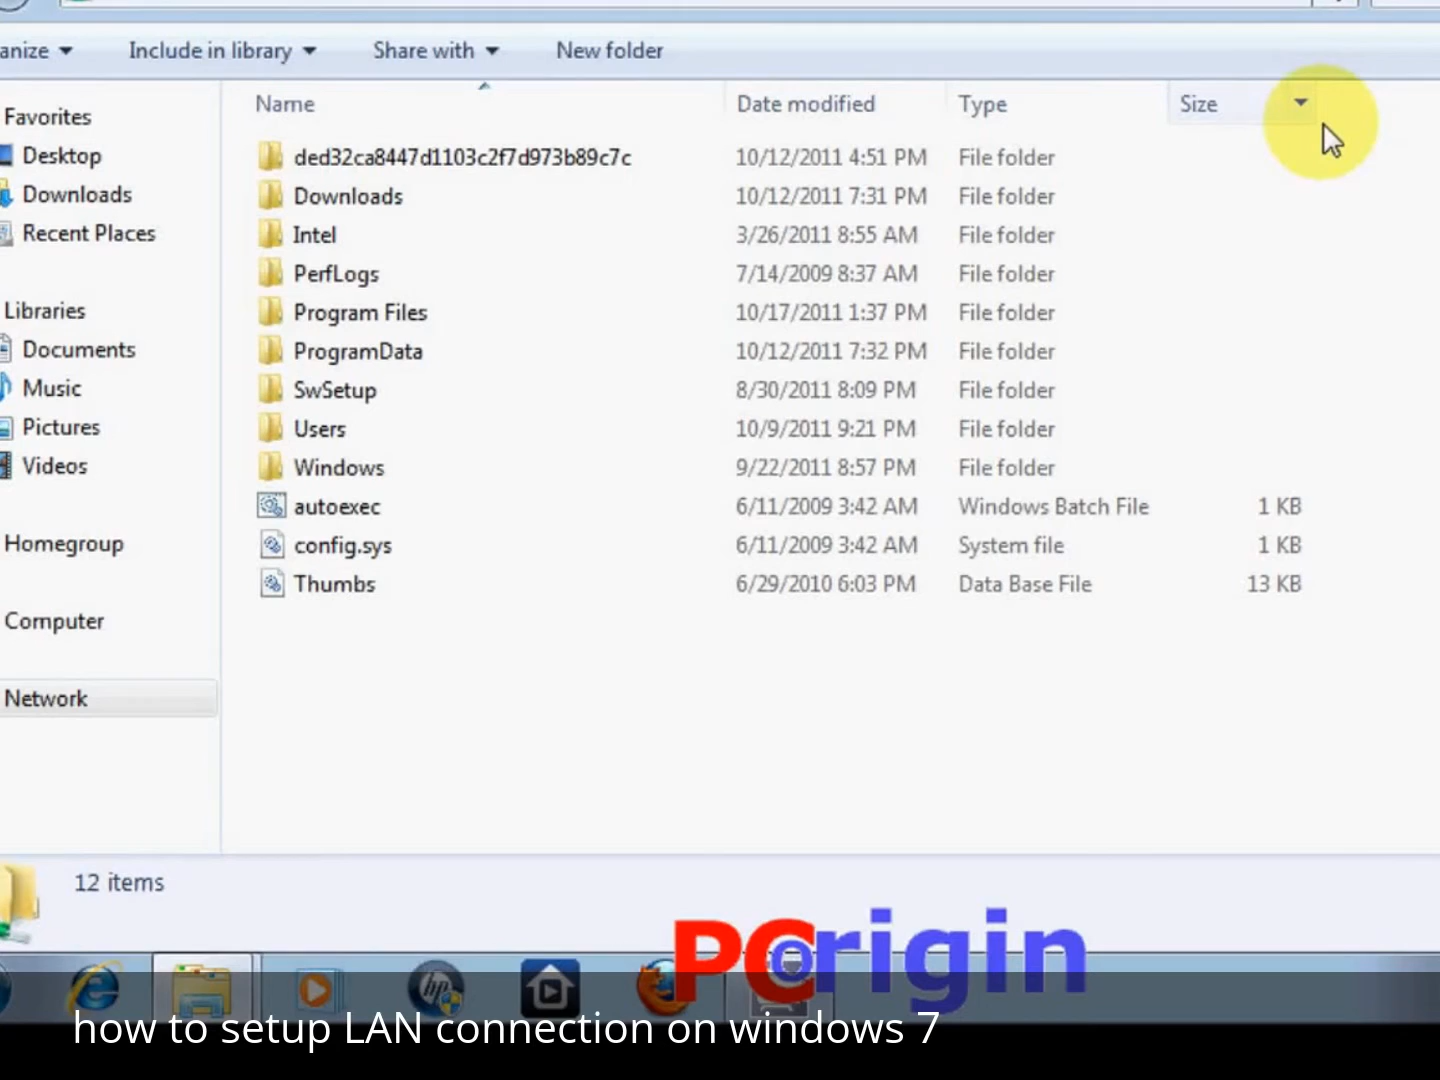 anize Include in library Share with New folder
Name Date modified Type Size
Favorites
Desktop
Downloads
Recent Places
Libraries
Documents
Music
Pictures
Videos
Homegroup
Computer
Network
ded32ca8447d1103c2f7d973b89c7c 10/12/2011 4:51 PM File folder
Downloads 10/12/2011 7:31 PM File folder
Intel 3/26/2011 8:55 AM File folder
PerfLogs 7/14/2009 8:37 AM File folder
Program Files 10/17/2011 1:37 PM File folder
ProgramData 10/12/2011 7:32 PM File folder
SwSetup 8/30/2011 8:09 PM File folder
Users 10/9/2011 9:21 PM File folder
Windows 9/22/2011 8:57 PM File folder
autoexec 6/11/2009 3:42 AM Windows Batch File 1 KB
config.sys 6/11/2009 3:42 AM System file 1 KB
Thumbs 6/29/2010 6:03 PM Data Base File 13 KB
12 items
PCorigin
hp
how to setup LAN connection on windows 7